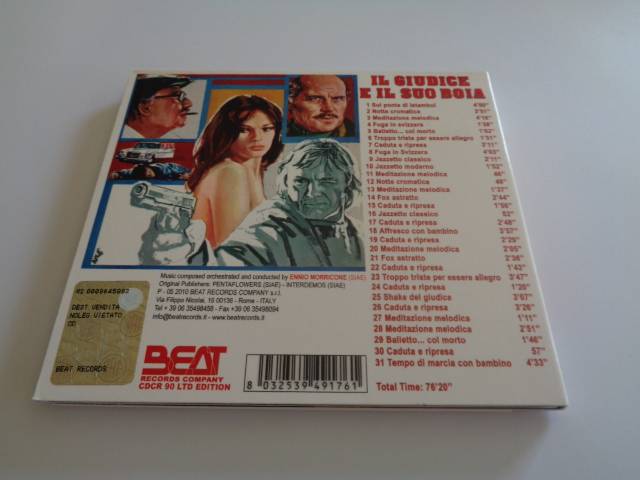 IL GIUDICE
E IL SUO BOIA
1 Sul ponte di Istambol 4'50"
2 Notte cromatica 2'51"
3 Meditazione melodica 4'16"
4 Fuga in svizzera 1'58"
5 Balletto... col morto 1'52"
6 Troppo triste per essere allegro 1'51"
7 Caduta e ripresa 3'11"
8 Fuga in Svizzera 4'03"
9 Jazzetto classico 2'11"
10 Jazzetto moderno 1'52"
11 Meditazione melodica 46"
12 Notte cromatica 49"
13 Meditazione melodica 1'37"
14 Fox astratto 2'44"
15 Caduta e ripresa 1'56"
16 Jazzetto classico 52"
17 Caduta e ripresa 2'48"
18 Affresco con bambino 3'57"
19 Caduta e ripresa 2'29"
20 Meditazione melodica 2'05"
21 Fox astratto 2'36"
22 Caduta e ripresa 1'43"
23 Troppo triste per essere allegro 3'47"
24 Caduta e ripresa 1'20"
25 Shake del giudice 3'07"
26 Caduta e ripresa 3'26"
27 Meditazione melodica 1'11"
28 Meditazione melodica 2'51"
29 Balletto... col morto 1'46"
30 Caduta e ripresa 57"
31 Tempo di marcia con bambino 4'33"
Total Time: 76'20"
Music composed orchestrated and conducted by ENNIO MORRICONE (SIAE)
Original Publishers: PENTAFLOWERS (SIAE) - INTERDEMOS (SIAE)
P - 05 2010 BEAT RECORDS COMPANY s.r.l.
Via Filippo Nicolai, 15 00136 - Rome - ITALY
Tel + 39 06 35498458 - Fax +39 06 35498094
info@beatrecords.it - www.beatrecords.it
DEST.VENDITA
NOLEG.VIETATO
CD
BEAT RECORDS
BEAT
RECORDS COMPANY
CDCR 90 LTD EDITION
8 032539 491761